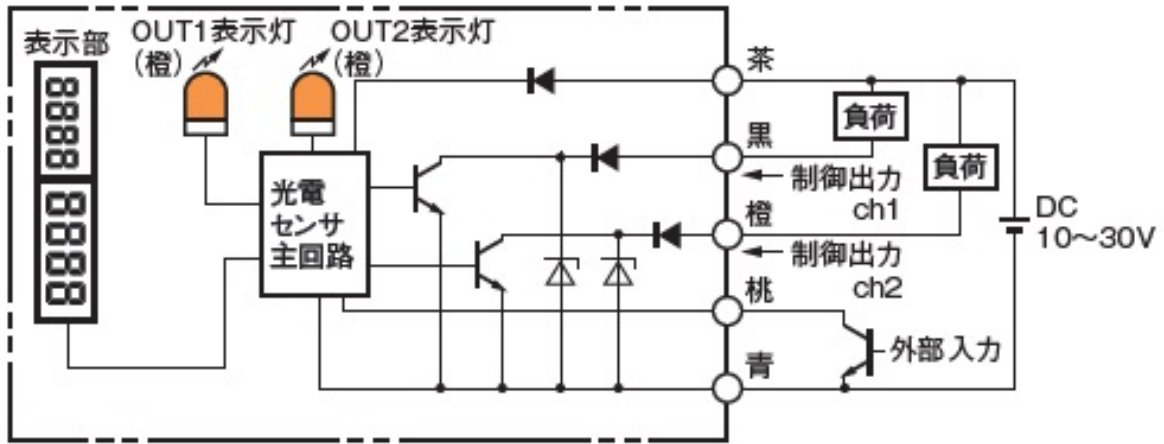 表示部
OUT1表示灯
(橙)
OUT2表示灯
(橙)
8888
8888
光電
センサ
主回路
茶
黒
橙
桃
青
負荷
負荷
制御出力
ch1
制御出力
ch2
DC
10～30V
外部入力